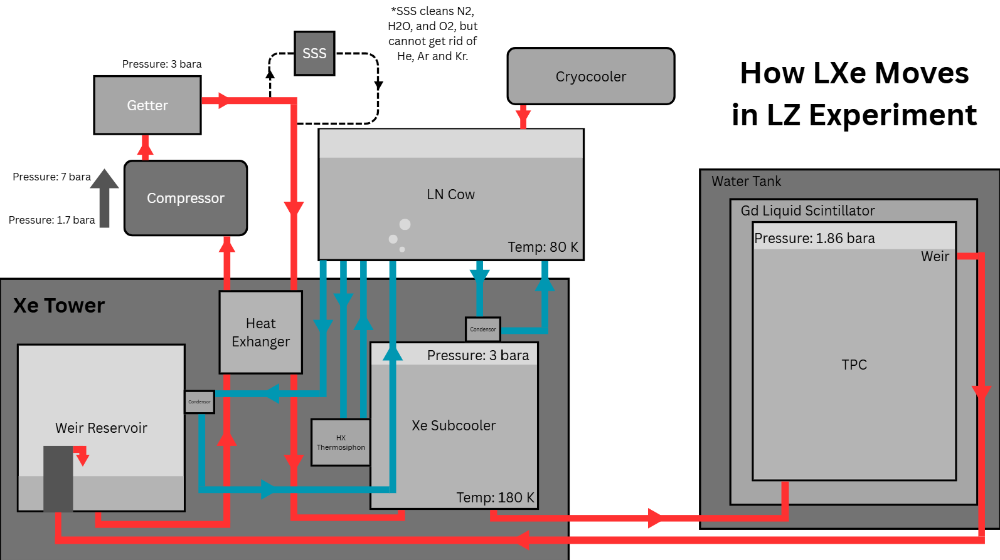 *SSS cleans N2,
H2O, and O2, but
cannot get rid of
He, Ar and Kr.
SSS
Pressure: 3 bara
Getter
Cryocooler
How LXe Moves
in LZ Experiment
Pressure: 7 bara
Pressure: 1.7 bara
Compressor
LN Cow
Temp: 80 K
Water Tank
Gd Liquid Scintillator
Pressure: 1.86 bara
Weir
TPC
Xe Tower
Heat
Exhanger
Condensor
Pressure: 3 bara
Condensor
Weir Reservoir
Xe Subcooler
HX
Thermosiphon
Temp: 180 K